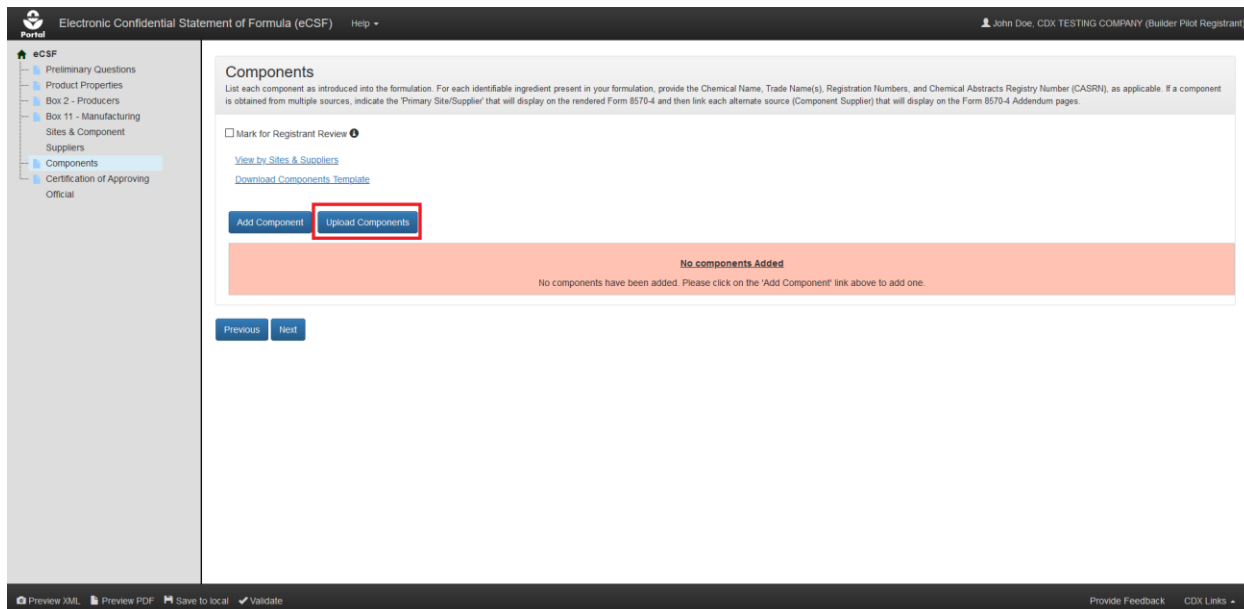 Portal
Electronic Confidential Statement of Formula (eCSF)
Help
John Doe, CDX TESTING COMPANY (Builder Pilot Registrant)
eCSF
Preliminary Questions
Product Properties
Box 2 - Producers
Box 11 - Manufacturing
Sites & Component
Suppliers
Components
Certification of Approving
Official
Components
List each component as introduced into the formulation. For each identifiable ingredient present in your formulation, provide the Chemical Name, Trade Name(s), Registration Numbers, and Chemical Abstracts Registry Number (CASRN), as applicable. If a component
is obtained from multiple sources, indicate the 'Primary Site/Supplier' that will display on the rendered Form 8570-4 and then link each alternate source (Component Supplier) that will display on the Form 8570-4 Addendum pages.
Mark for Registrant Review
View by Sites & Suppliers
Download Components Template
Add Component
Upload Components
No components Added
No components have been added. Please click on the 'Add Component' link above to add one.
Previous
Next
Preview XML
Preview PDF
Save to local
Validate
Provide Feedback
CDX Links